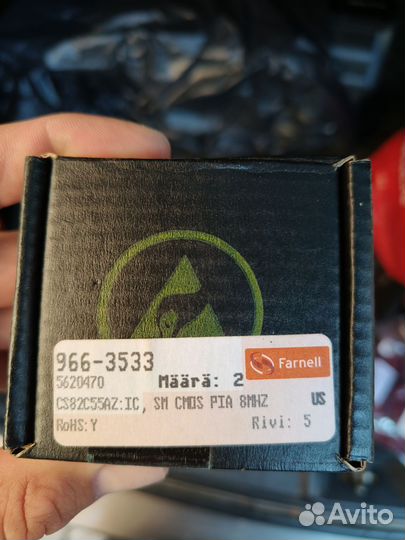 966-3533
Farnell
5620470 Määrä: 2
CS82C55AZ:IC, SM CMOS PIA 8MHZ US
RoHS:Y Rivi: 5
Avito